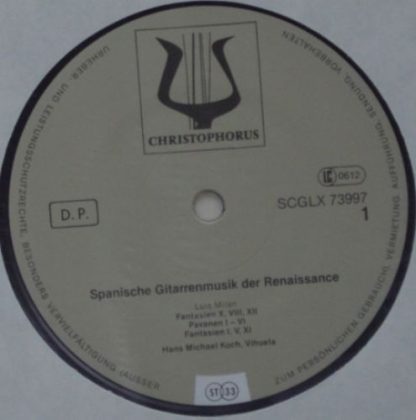 CHRISTOPHORUS
LC 0612
D. P.
SCGLX 73997
1
Spanische Gitarrenmusik der Renaissance
Luis Milan
Fantasien X, VIII, XII
Pavanen I – VI
Fantasien I, V, XI
Hans Michael Koch, Vihuela
ST 33
URHEBER- UND LEISTUNGSSCHUTZRECHTE, BESONDERS VERVIELFÄLTIGUNG (AUSSER ZUM PERSÖNLICHEN GEBRAUCH), VERMIETUNG, AUFFÜHRUNG, SENDUNG, VORBEHALTEN